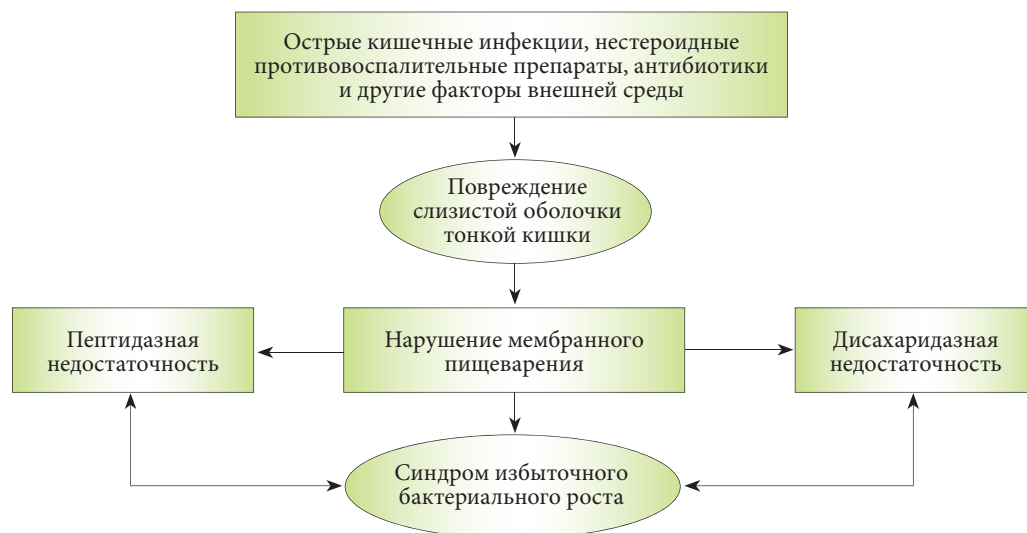 Острые кишечные инфекции, нестероидные
противовоспалительные препараты, антибиотики
и другие факторы внешней среды
Повреждение
слизистой оболочки
тонкой кишки
Пептидазная
недостаточность
Нарушение мембранного
пищеварения
Дисахаридазная
недостаточность
Синдром избыточного
бактериального роста